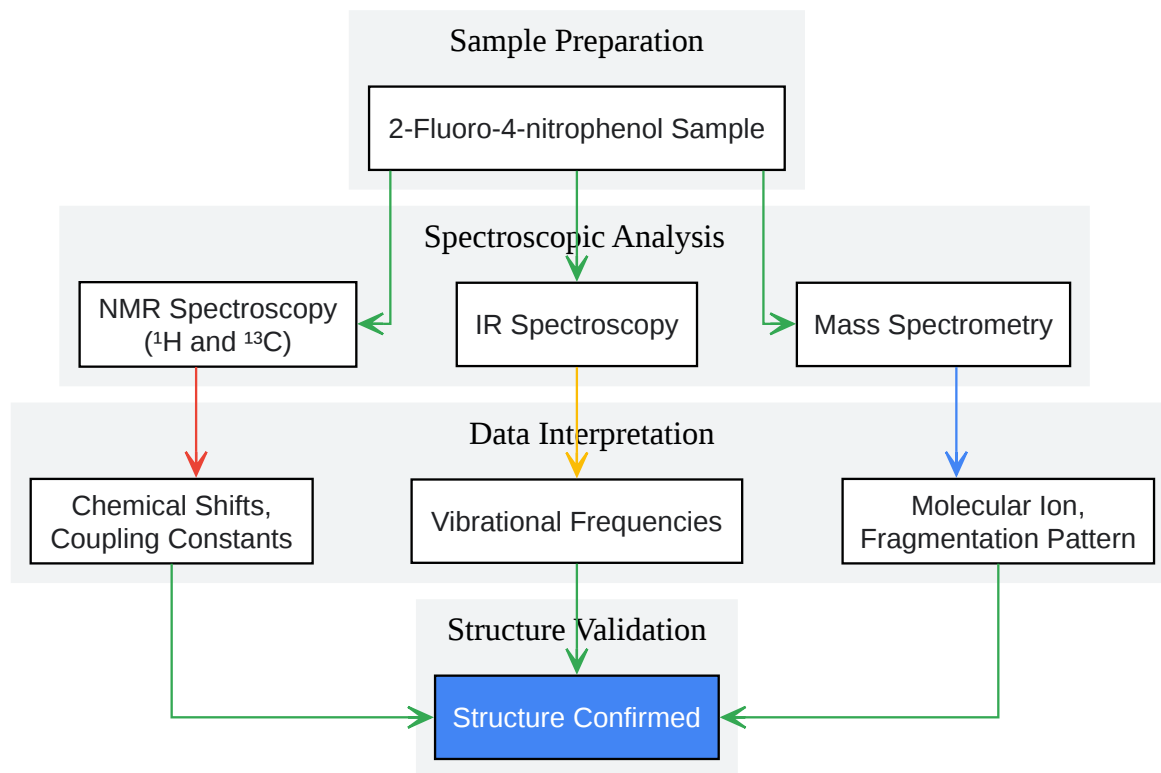 Sample Preparation
2-Fluoro-4-nitrophenol Sample
Spectroscopic Analysis
NMR Spectroscopy
(¹H and ¹³C)
IR Spectroscopy
Mass Spectrometry
Data Interpretation
Chemical Shifts,
Coupling Constants
Vibrational Frequencies
Molecular Ion,
Fragmentation Pattern
Structure Validation
Structure Confirmed